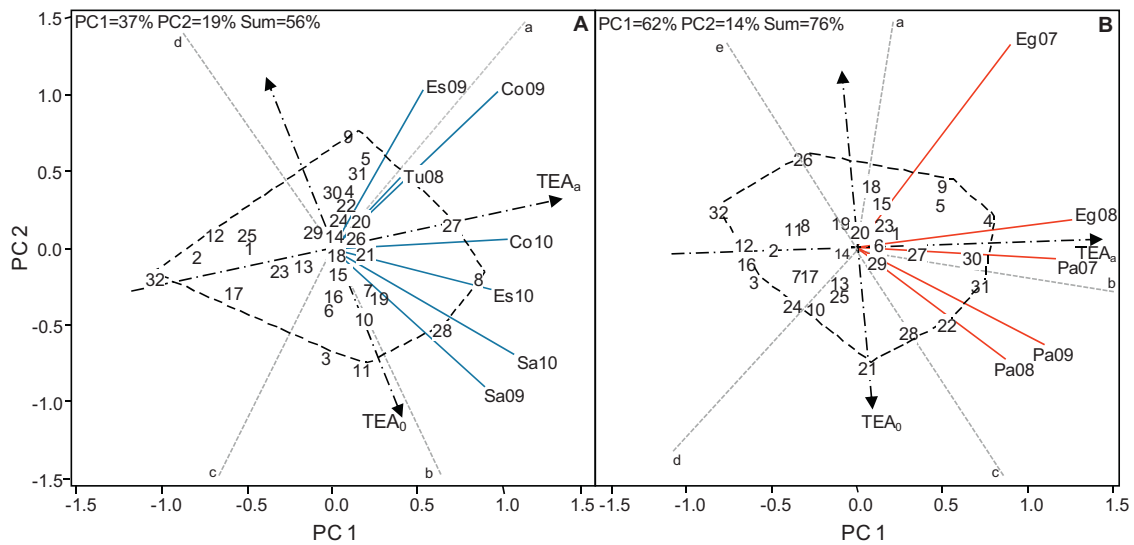 PC1=37% PC2=19% Sum=56%
A
a
d
Es09
Co09
9
5
31
Tu08
30 4
22
TEAa
24 20
27
12 25
29 14 26
Co10
2 1
18 21
23 13
15
8
32
Es10
17
16 7 19
6
10
28
3
11
Sa10
Sa09
TEA0
c
b
1.5
1.0
0.5
0.0
-0.5
-1.0
-1.5
PC 2
-1.5 -1.0 -0.5 0.0 0.5 1.0 1.5
PC 1
PC1=62% PC2=14% Sum=76%
B
a
e
Eg07
26
18
9
15
5
32
19
23
4
Eg08
11 8
20
1
12 2
14
6
27
30
TEAa
16
29
Pa07
3
7 17
13
31
b
24 10
25
28
22
Pa09
21
Pa08
TEA0
d
c
-1.5 -1.0 -0.5 0.0 0.5 1.0 1.5
PC 1